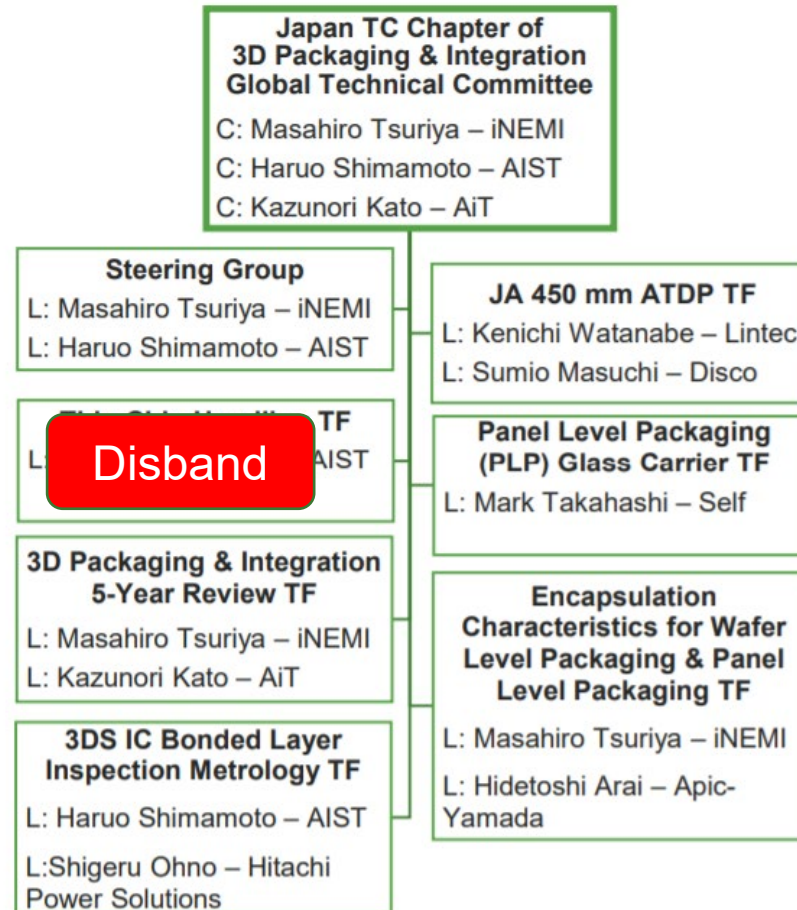 Japan TC Chapter of
3D Packaging & Integration
Global Technical Committee
C: Masahiro Tsuriya – iNEMI
C: Haruo Shimamoto – AIST
C: Kazunori Kato – AiT
Steering Group
L: Masahiro Tsuriya – iNEMI
L: Haruo Shimamoto – AIST
TF
L:
AIST
Disband
3D Packaging & Integration
5-Year Review TF
L: Masahiro Tsuriya – iNEMI
L: Kazunori Kato – AiT
3DS IC Bonded Layer
Inspection Metrology TF
L: Haruo Shimamoto – AIST
L:Shigeru Ohno – Hitachi
Power Solutions
JA 450 mm ATDP TF
L: Kenichi Watanabe – Lintec
L: Sumio Masuchi – Disco
Panel Level Packaging
(PLP) Glass Carrier TF
L: Mark Takahashi – Self
Encapsulation
Characteristics for Wafer
Level Packaging & Panel
Level Packaging TF
L: Masahiro Tsuriya – iNEMI
L: Hidetoshi Arai – Apic-
Yamada